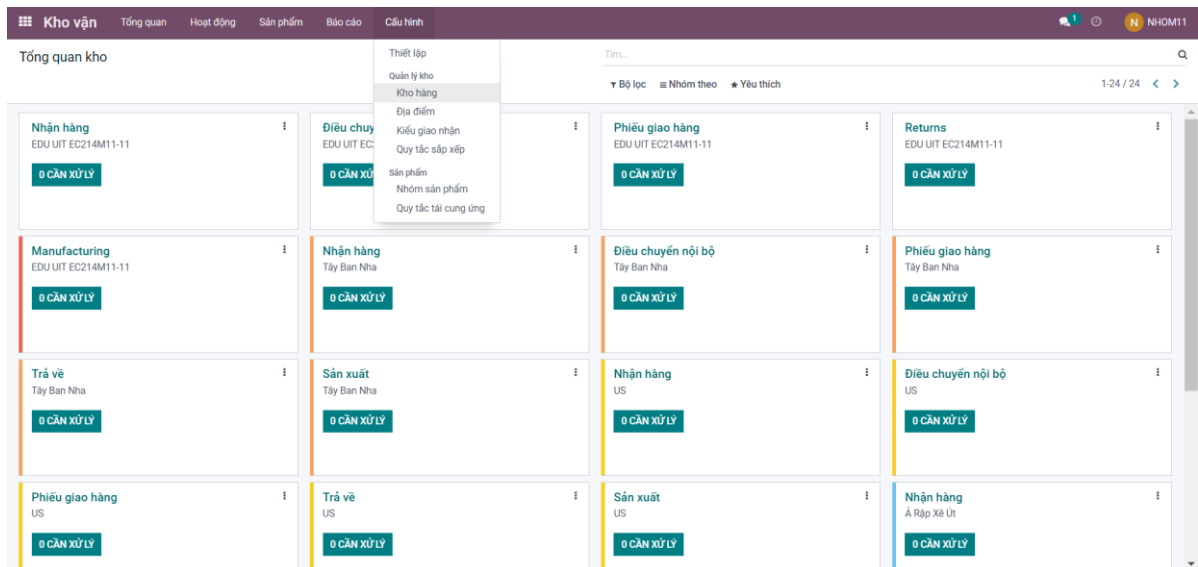 Kho vận Tổng quan Hoạt động Sản phẩm Báo cáo Cấu hình 1 N NHOM11
Tổng quan kho
Tìm...
Bộ lọc Nhóm theo Yêu thích
1-24 / 24
Thiết lập
Quản lý kho
Kho hàng
Địa điểm
Kiểu giao nhận
Quy tắc sắp xếp
Sản phẩm
Nhóm sản phẩm
Quy tắc tái cung ứng
Nhận hàng
EDU UIT EC214M11-11
0 CẦN XỬ LÝ
Điều chuy
EDU UIT EC
0 CẦN XỬ
Phiếu giao hàng
EDU UIT EC214M11-11
0 CẦN XỬ LÝ
Returns
EDU UIT EC214M11-11
0 CẦN XỬ LÝ
Manufacturing
EDU UIT EC214M11-11
0 CẦN XỬ LÝ
Nhận hàng
Tây Ban Nha
0 CẦN XỬ LÝ
Điều chuyển nội bộ
Tây Ban Nha
0 CẦN XỬ LÝ
Phiếu giao hàng
Tây Ban Nha
0 CẦN XỬ LÝ
Trả về
Tây Ban Nha
0 CẦN XỬ LÝ
Sản xuất
Tây Ban Nha
0 CẦN XỬ LÝ
Nhận hàng
US
0 CẦN XỬ LÝ
Điều chuyển nội bộ
US
0 CẦN XỬ LÝ
Phiếu giao hàng
US
0 CẦN XỬ LÝ
Trả về
US
0 CẦN XỬ LÝ
Sản xuất
US
0 CẦN XỬ LÝ
Nhận hàng
Ả Rập Xê Út
0 CẦN XỬ LÝ